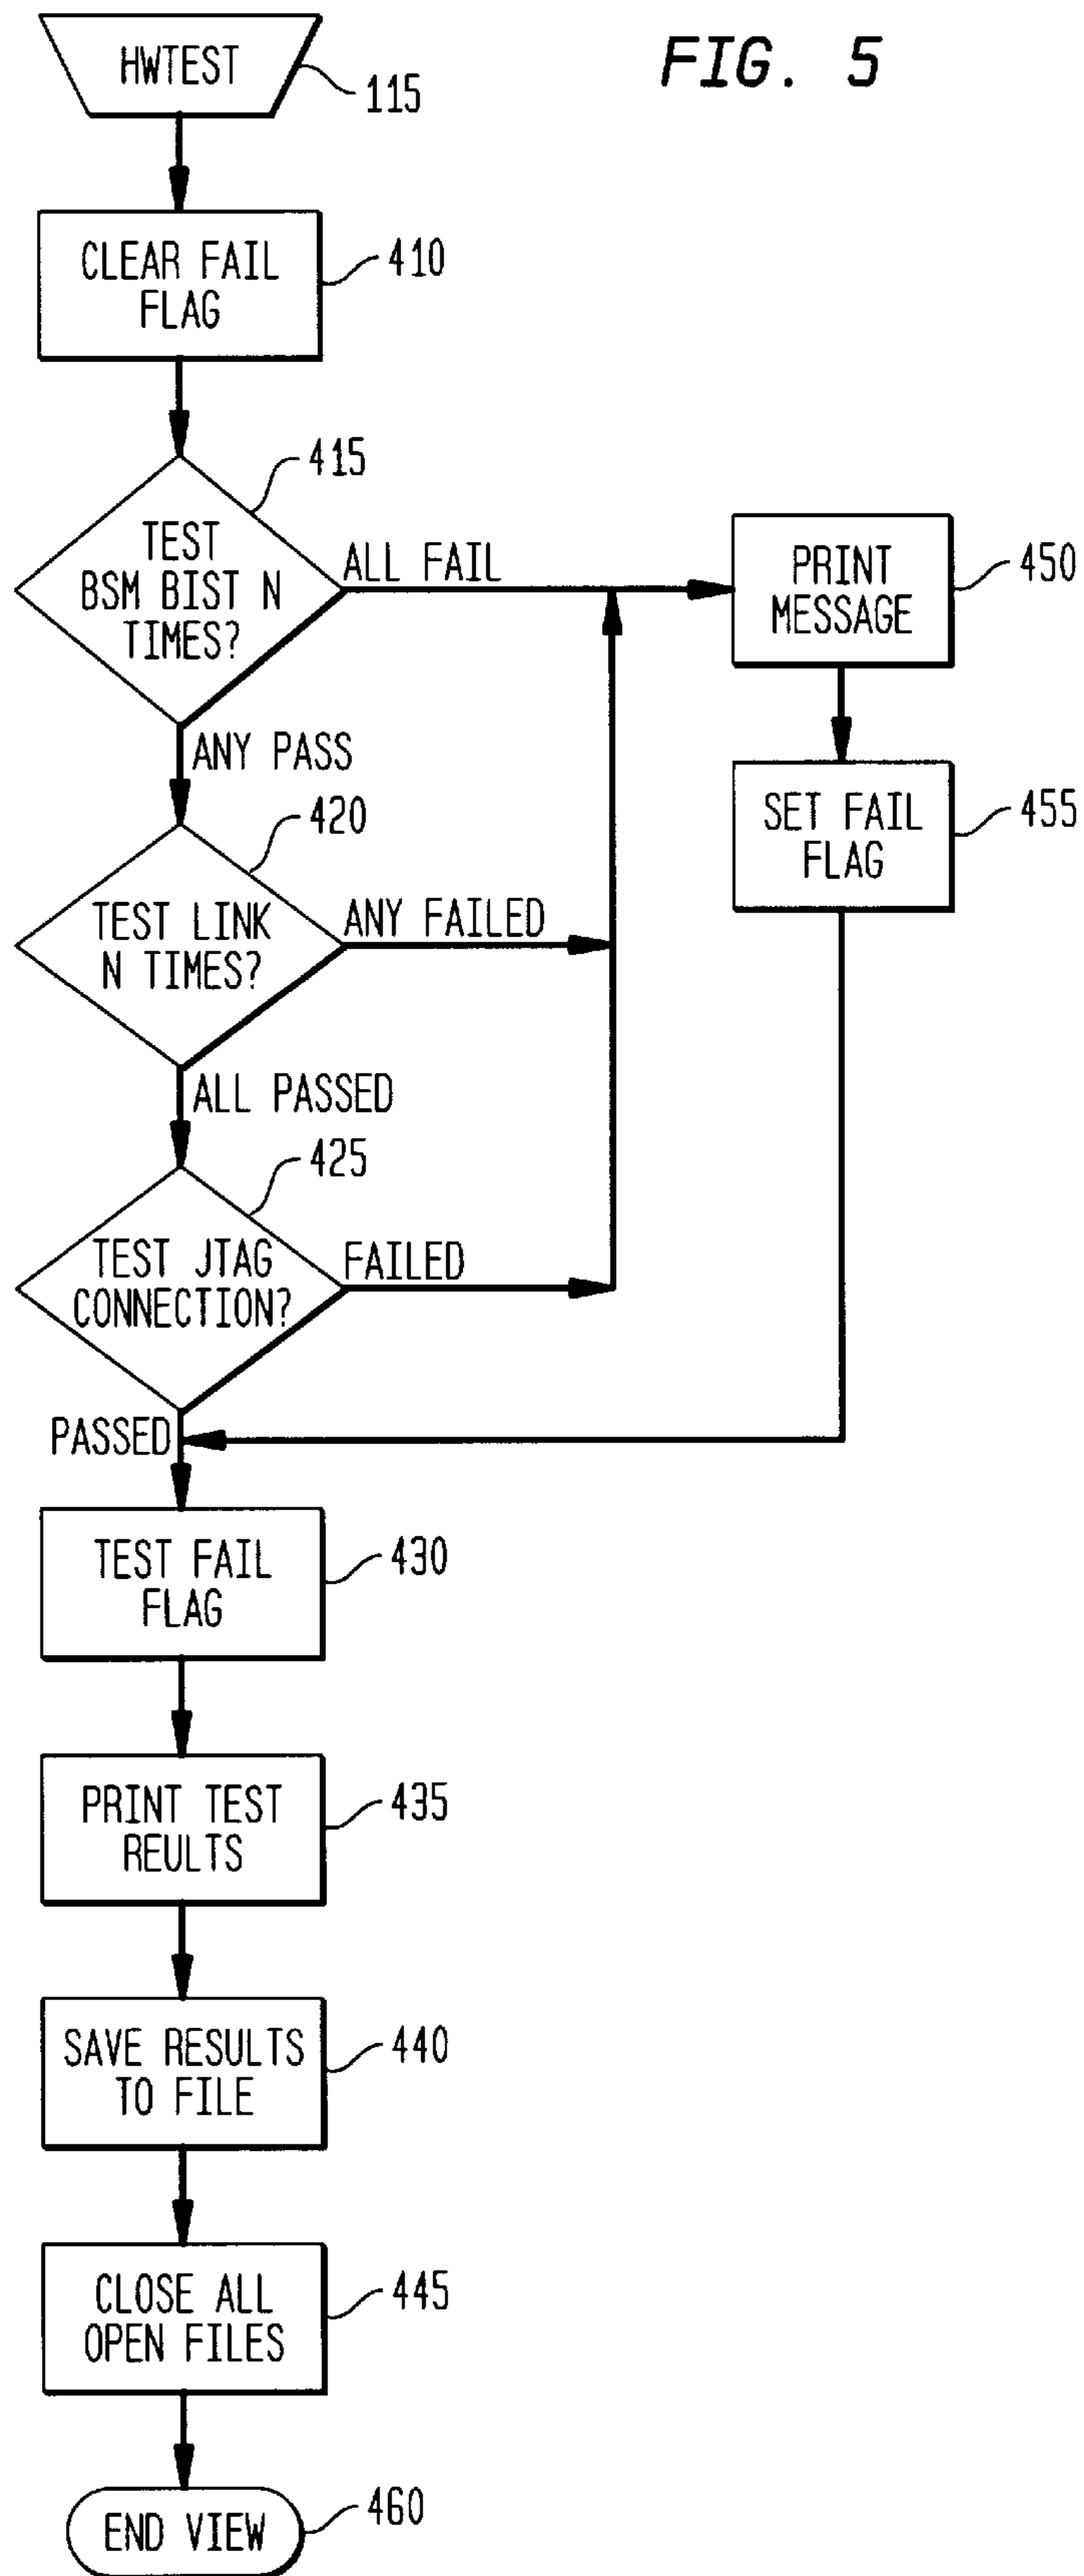 FIG. 5
HWTEST
115
CLEAR FAIL
FLAG
410
415
TEST
BSM BIST N
TIMES?
ALL FAIL
PRINT
MESSAGE
450
ANY PASS
SET FAIL
FLAG
455
420
TEST LINK
N TIMES?
ANY FAILED
ALL PASSED
425
TEST JTAG
CONNECTION?
FAILED
PASSED
TEST FAIL
FLAG
430
PRINT TEST
REULTS
435
SAVE RESULTS
TO FILE
440
CLOSE ALL
OPEN FILES
445
END VIEW
460